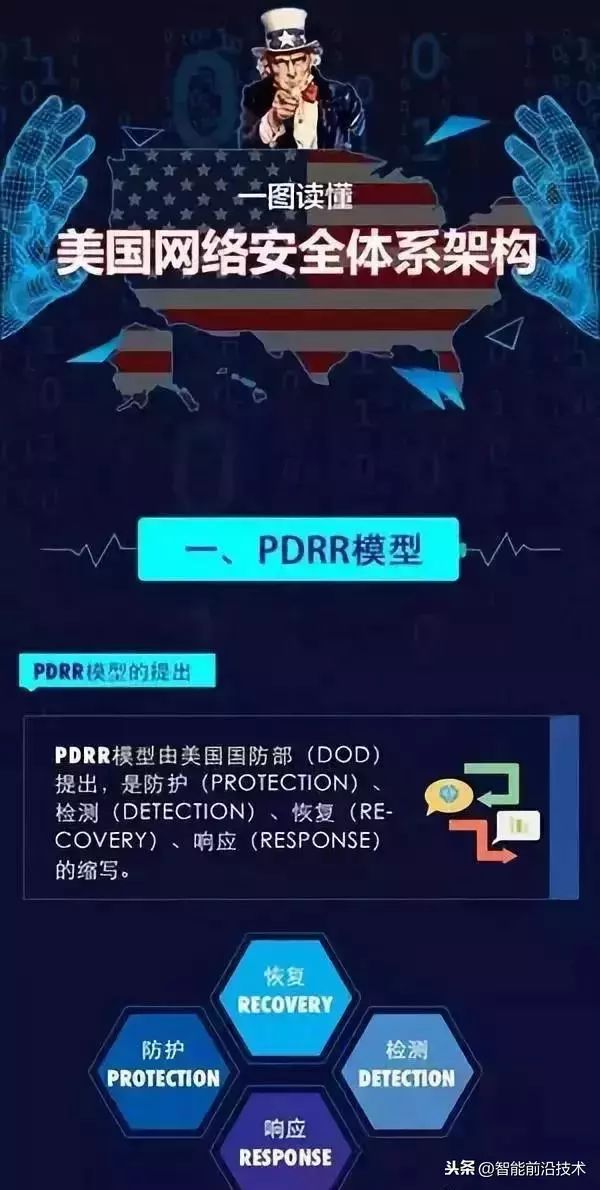 一图读懂
美国网络安全体系架构
一、PDRR模型
PDRR模型的提出
PDRR模型由美国国防部（DOD）
提出，是防护（PROTECTION）、
检测（DETECTION）、恢复（RE-
COVERY）、响应（RESPONSE）
的缩写。
恢复
RECOVERY
防护
PROTECTION
检测
DETECTION
响应
RESPONSE
头条 @智能前沿技术